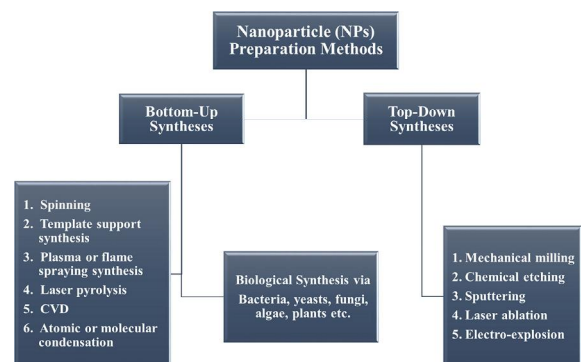 Nanoparticle (NPs)
Preparation Methods
Bottom-Up
Syntheses
Top-Down
Syntheses
1. Spinning
2. Template support
synthesis
3. Plasma or flame
spraying synthesis
4. Laser pyrolysis
5. CVD
6. Atomic or molecular
condensation
Biological Synthesis via
Bacteria, yeasts, fungi,
algae, plants etc.
1. Mechanical milling
2. Chemical etching
3. Sputtering
4. Laser ablation
5. Electro-explosion